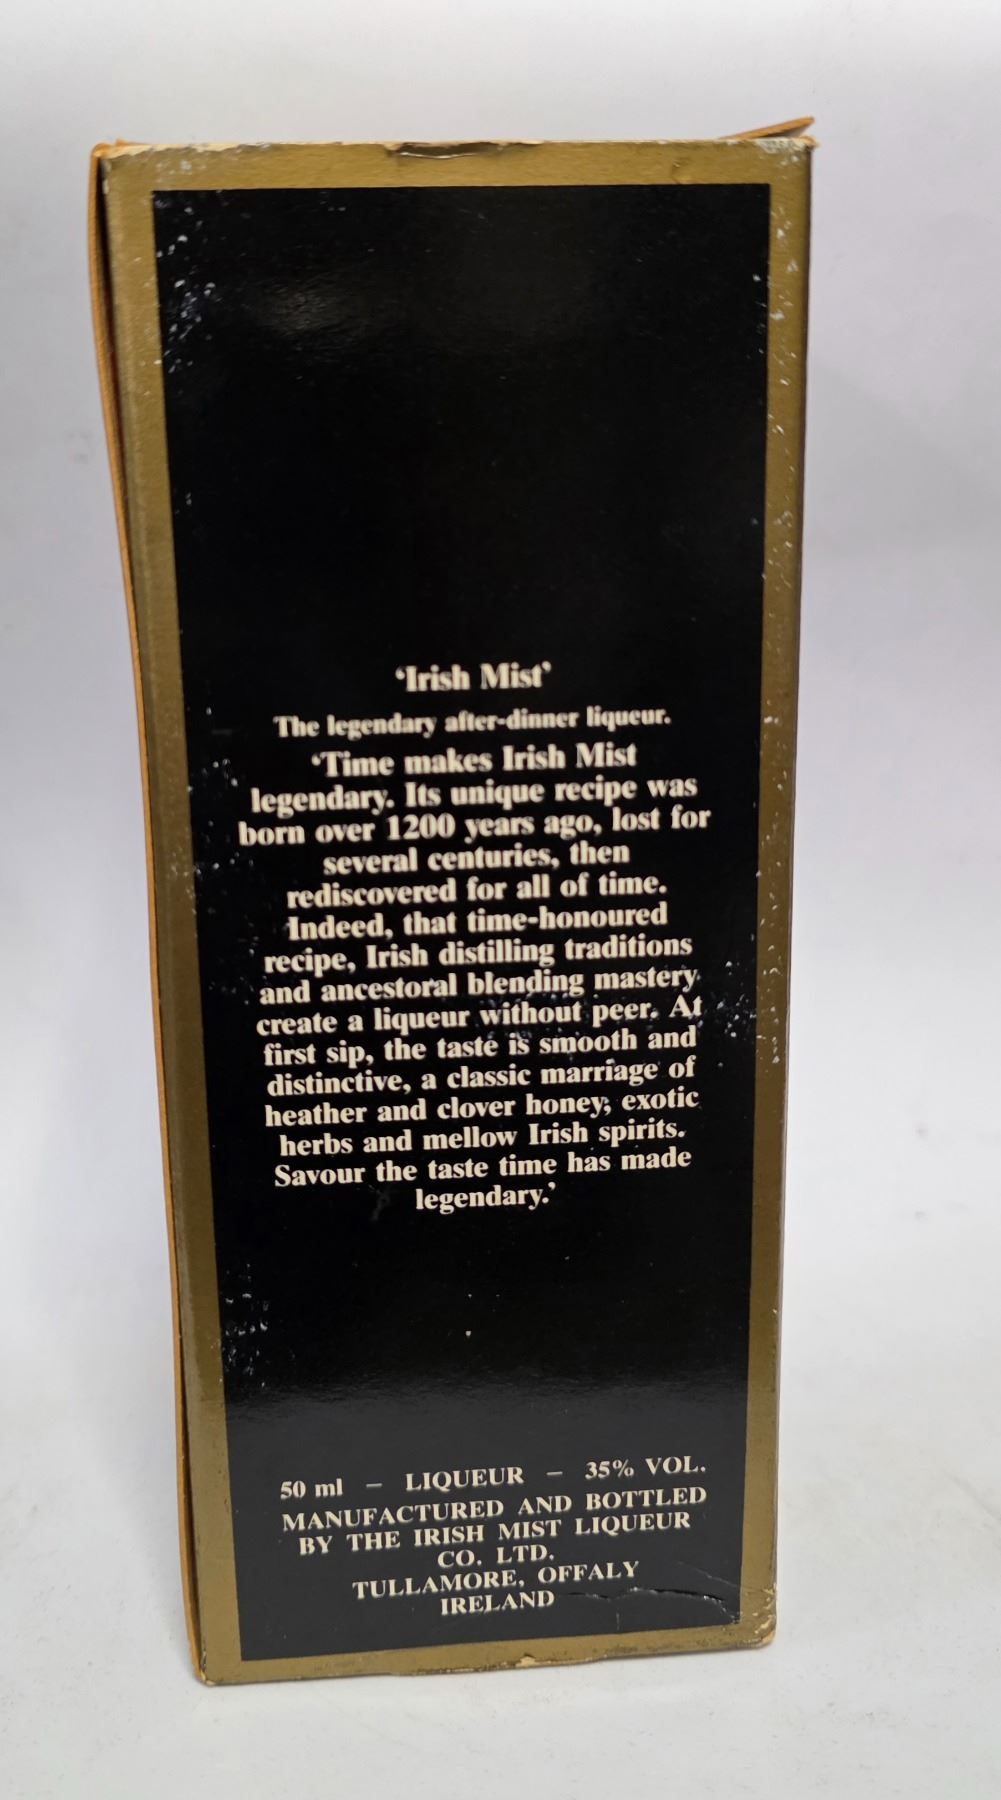 ‘Irish Mist’
The legendary after-dinner liqueur.
‘Time makes Irish Mist
legendary. Its unique recipe was
born over 1200 years ago, lost for
several centuries, then
rediscovered for all of time.
Indeed, that time-honoured
recipe, Irish distilling traditions
and ancestoral blending mastery
create a liqueur without peer. At
first sip, the taste is smooth and
distinctive, a classic marriage of
heather and clover honey, exotic
herbs and mellow Irish spirits.
Savour the taste time has made
legendary.’
50 ml – LIQUEUR – 35% VOL.
MANUFACTURED AND BOTTLED
BY THE IRISH MIST LIQUEUR
CO. LTD.
TULLAMORE, OFFALY
IRELAND